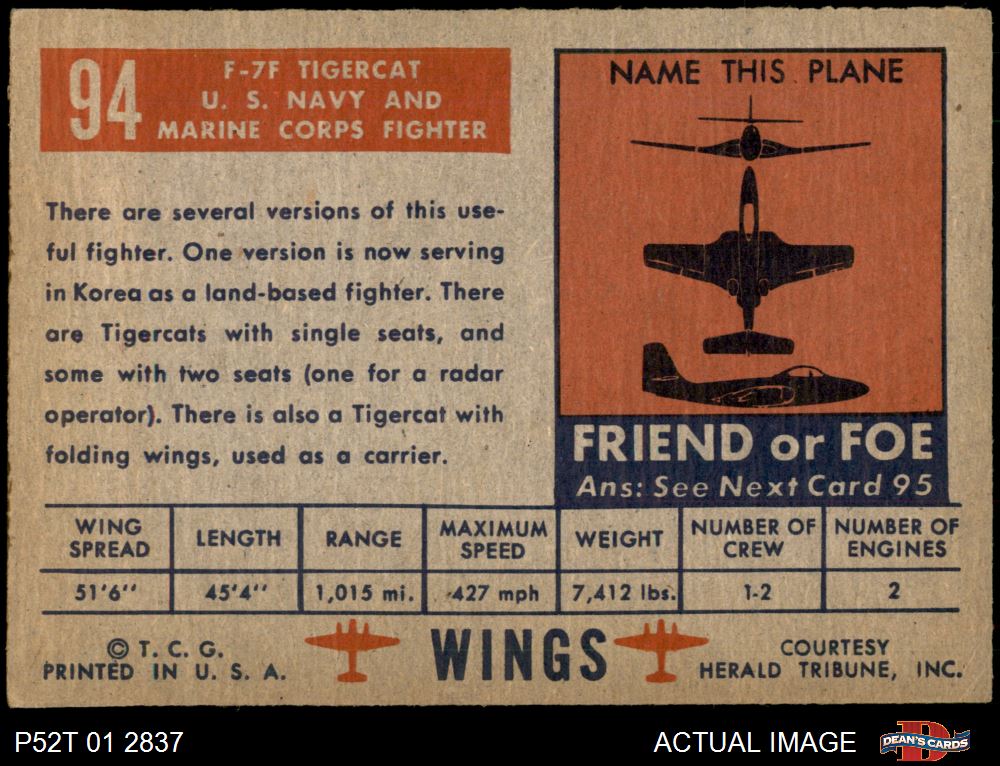 94
F-7F TIGERCAT
U. S. NAVY AND
MARINE CORPS FIGHTER
There are several versions of this use-
ful fighter. One version is now serving
in Korea as a land-based fighter. There
are Tigercats with single seats, and
some with two seats (one for a radar
operator). There is also a Tigercat with
folding wings, used as a carrier.
NAME THIS PLANE
FRIEND or FOE
Ans: See Next Card 95
WING SPREAD LENGTH RANGE MAXIMUM SPEED WEIGHT NUMBER OF CREW NUMBER OF ENGINES
51'6" 45'4" 1,015 mi. 427 mph 7,412 lbs. 1-2 2
© T. C. G.
PRINTED IN U. S. A.
WINGS
COURTESY
HERALD TRIBUNE, INC.
P52T 01 2837
ACTUAL IMAGE
D
DEAN'S CARDS